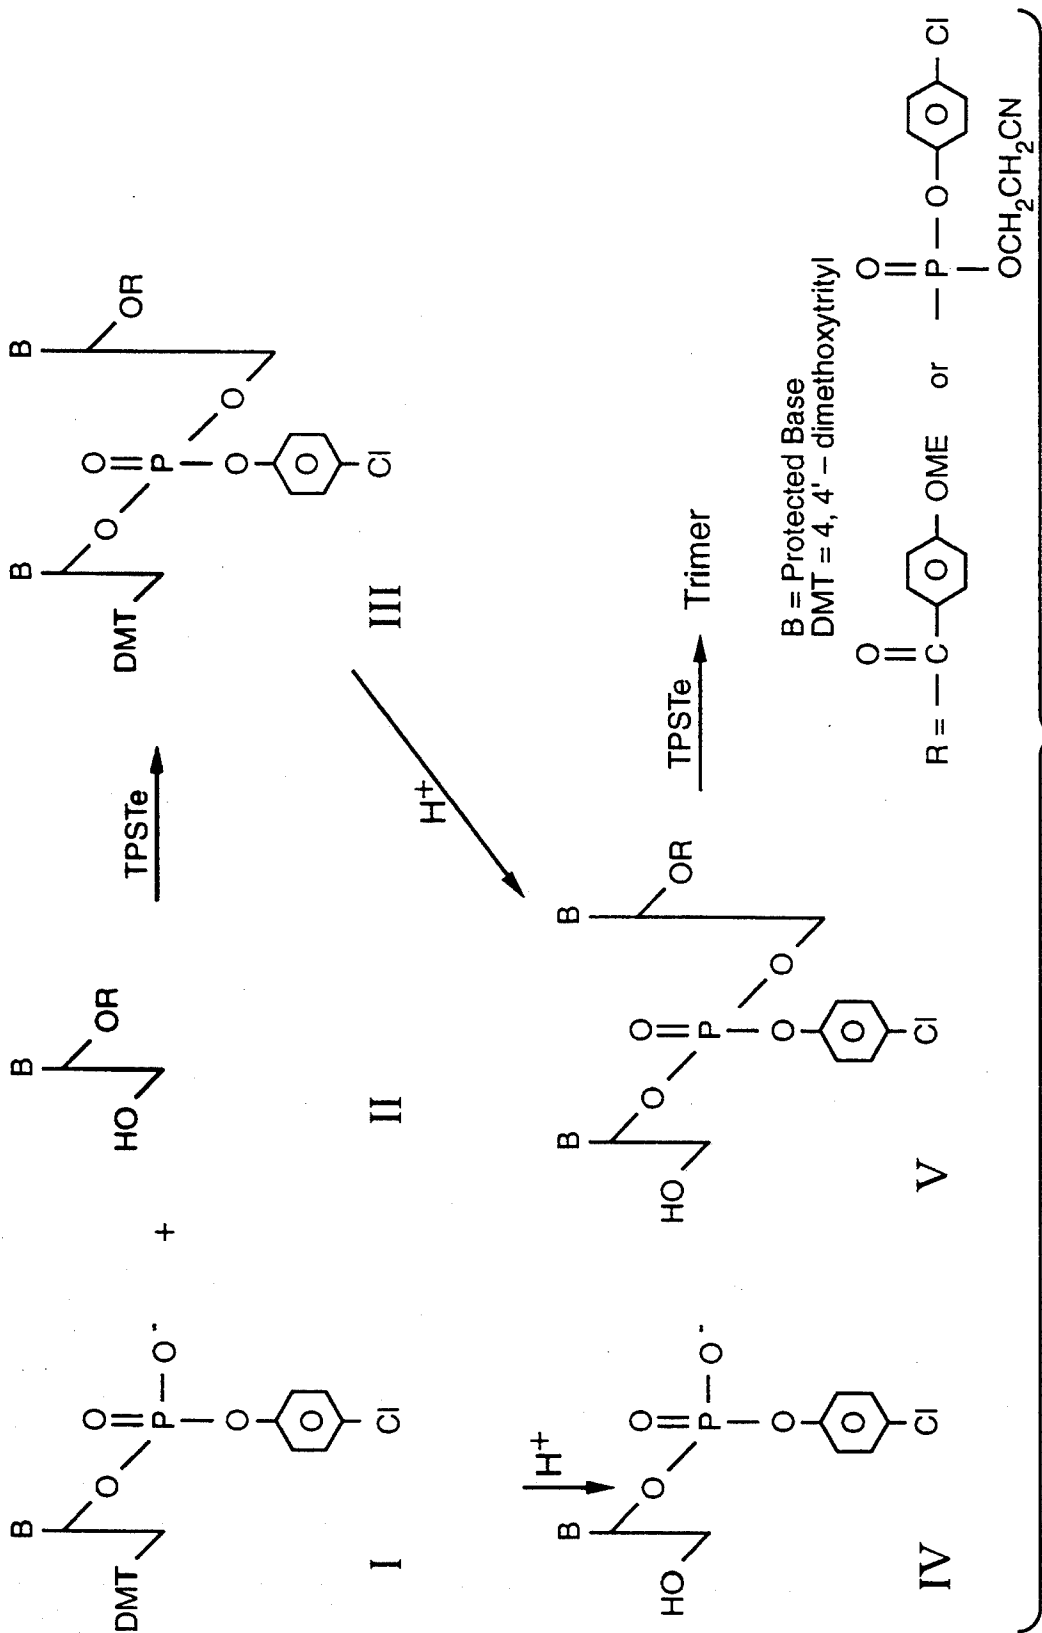 B
DMT
O
O
P
O
-
O
Cl
I
+
B
HO
OR
II
TPSTe
B
DMT
O
O
P
O
O
Cl
B
OR
III
H+
H+
B
HO
O
O
P
O
-
O
Cl
IV
B
HO
O
O
P
O
O
Cl
B
OR
V
TPSTe
Trimer
B = Protected Base
DMT = 4, 4' – dimethoxytrityl
R = — C — OME or — P — O — Cl
O
O
OCH2CH2CN